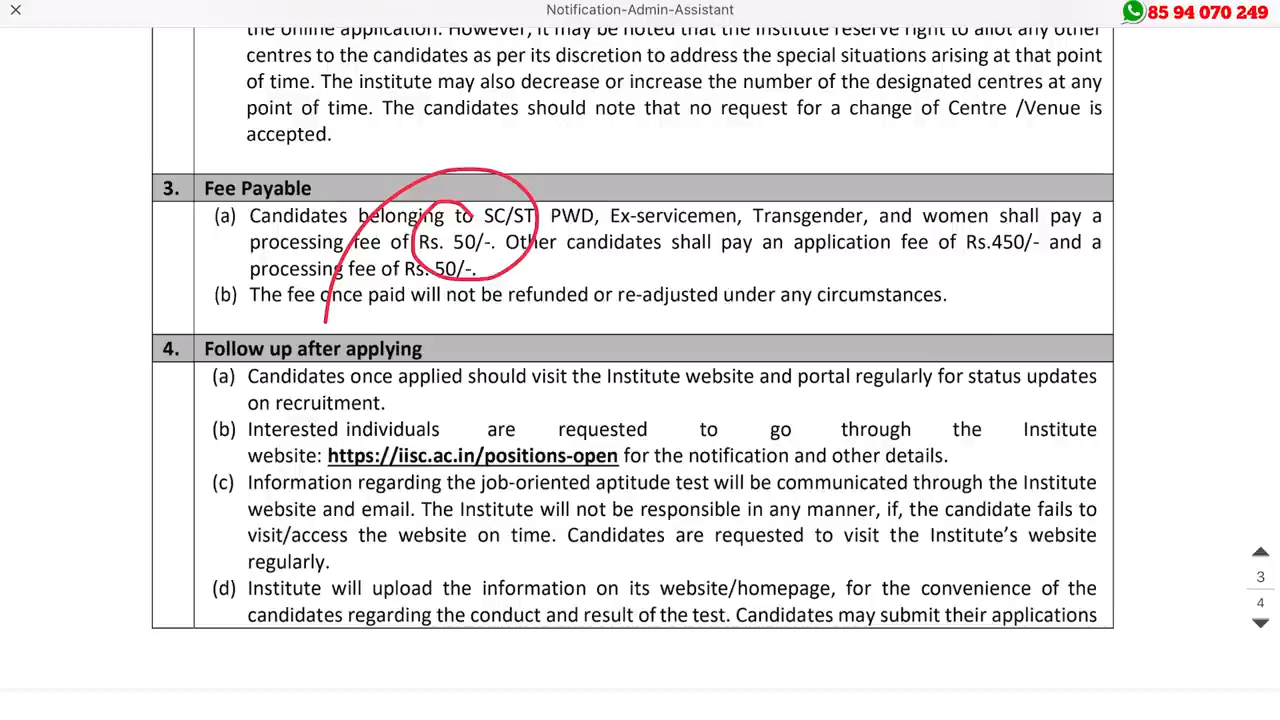 Notification-Admin-Assistant
85 94 070 249
the online application. However, it may be noted that the Institute reserve right to allot any other
centres to the candidates as per its discretion to address the special situations arising at that point
of time. The institute may also decrease or increase the number of the designated centres at any
point of time. The candidates should note that no request for a change of Centre /Venue is
accepted.
3. Fee Payable
(a) Candidates belonging to SC/ST, PWD, Ex-servicemen, Transgender, and women shall pay a
processing fee of Rs. 50/-. Other candidates shall pay an application fee of Rs.450/- and a
processing fee of Rs. 50/-.
(b) The fee once paid will not be refunded or re-adjusted under any circumstances.
4. Follow up after applying
(a) Candidates once applied should visit the Institute website and portal regularly for status updates
on recruitment.
(b) Interested individuals are requested to go through the Institute
website: https://iisc.ac.in/positions-open for the notification and other details.
(c) Information regarding the job-oriented aptitude test will be communicated through the Institute
website and email. The Institute will not be responsible in any manner, if, the candidate fails to
visit/access the website on time. Candidates are requested to visit the Institute’s website
regularly.
(d) Institute will upload the information on its website/homepage, for the convenience of the
candidates regarding the conduct and result of the test. Candidates may submit their applications
3
4